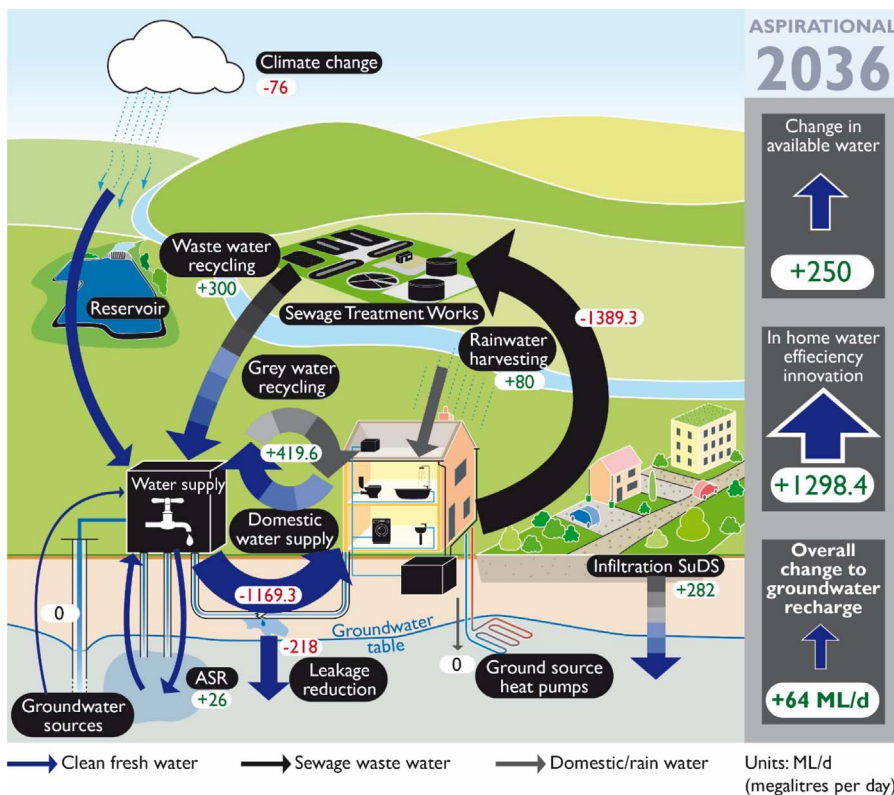 ASPIRATIONAL
2036
Climate change
-76
Change in
available water
+250
Waste water
recycling
+300
Reservoir
Sewage Treatment Works
-1389.3
Rainwater
harvesting
+80
In home water
effieciency
innovation
+1298.4
Grey water
recycling
+419.6
Water supply
Domestic
water supply
Infiltration SuDS
+282
Overall
change to
groundwater
recharge
+64 ML/d
-1169.3
0
Groundwater
table
-218
Leakage
reduction
0
Ground source
heat pumps
ASR
+26
Groundwater
sources
Clean fresh water
Sewage waste water
Domestic/rain water
Units: ML/d
(megalitres per day)